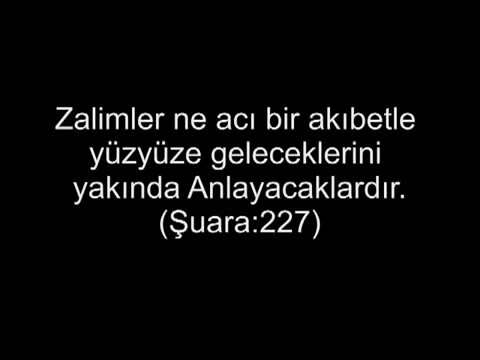 Zalimler ne acı bir akıbetle
yüzyüze geleceklerini
yakında Anlayacaklardır.
(Şuara:227)